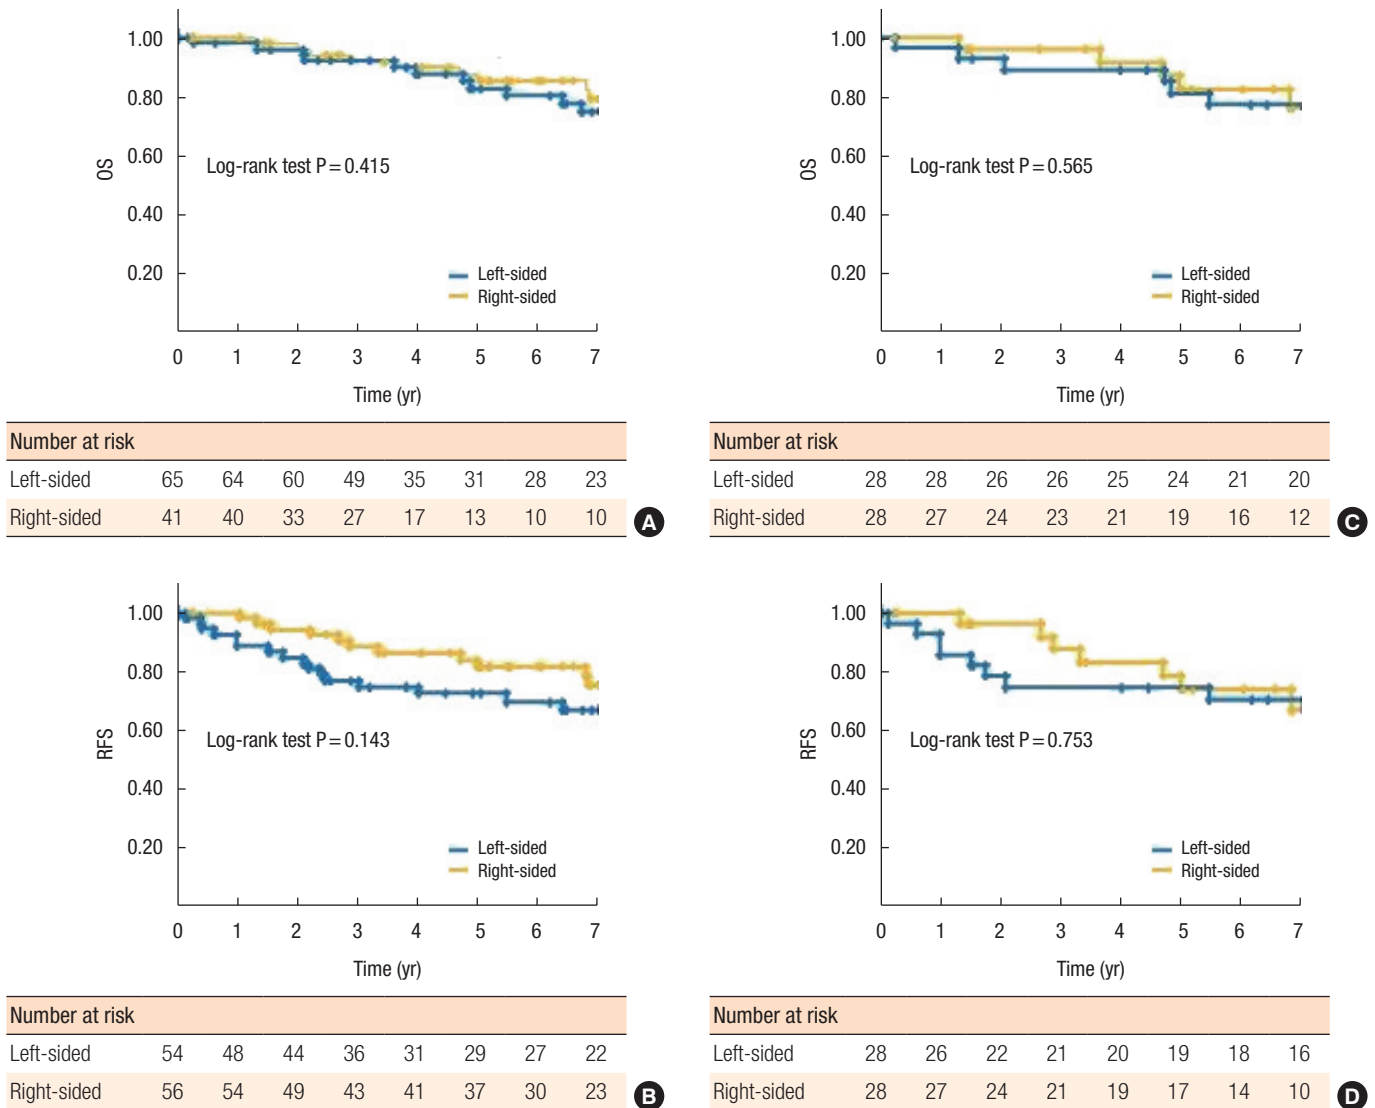 1.00
0.80
0.60
0.40
0.20
OS
Log-rank test P=0.415
Left-sided
Right-sided
0 1 2 3 4 5 6 7
Time (yr)
Number at risk
Left-sided 65 64 60 49 35 31 28 23
Right-sided 41 40 33 27 17 13 10 10
A
1.00
0.80
0.60
0.40
0.20
OS
Log-rank test P=0.565
Left-sided
Right-sided
0 1 2 3 4 5 6 7
Time (yr)
Number at risk
Left-sided 28 28 26 26 25 24 21 20
Right-sided 28 27 24 23 21 19 16 12
C
1.00
0.80
0.60
0.40
0.20
RFS
Log-rank test P=0.143
Left-sided
Right-sided
0 1 2 3 4 5 6 7
Time (yr)
Number at risk
Left-sided 54 48 44 36 31 29 27 22
Right-sided 56 54 49 43 41 37 30 23
B
1.00
0.80
0.60
0.40
0.20
RFS
Log-rank test P=0.753
Left-sided
Right-sided
0 1 2 3 4 5 6 7
Time (yr)
Number at risk
Left-sided 28 26 22 21 20 19 18 16
Right-sided 28 27 24 21 19 17 14 10
D